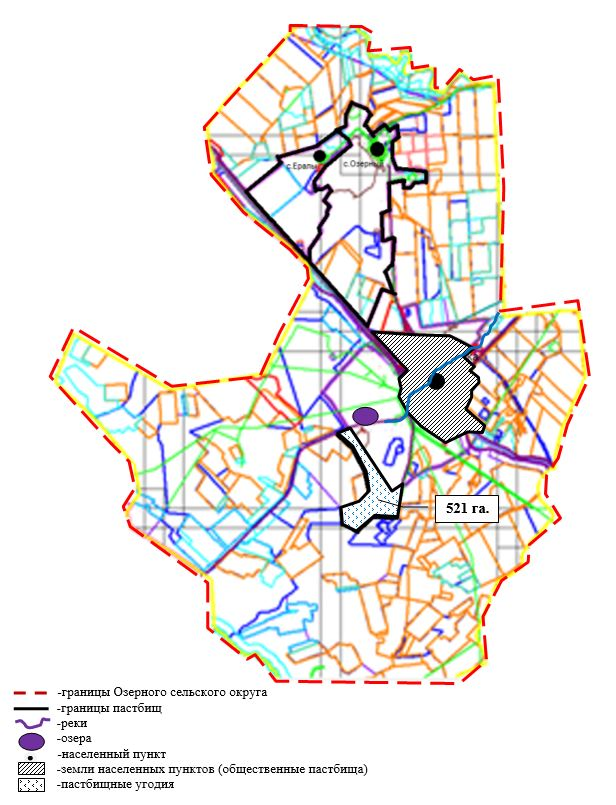 с.Ералы
с.Озерный
521 га.
-границы Озерного сельского округа
-границы пастбищ
-реки
-озера
-населенный пункт
-земли населенных пунктов (общественные пастбища)
-пастбищные угодия